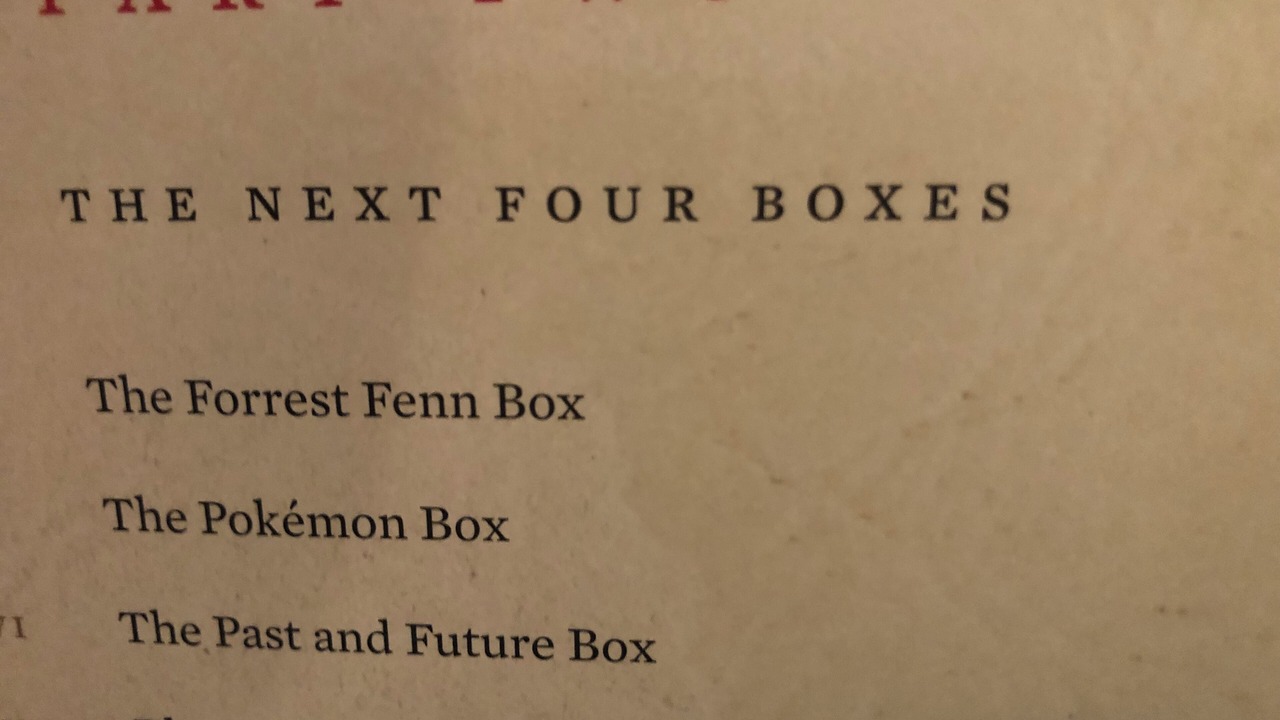 THE NEXT FOUR BOXES
The Forrest Fenn Box
The Pokémon Box
The Past and Future Box